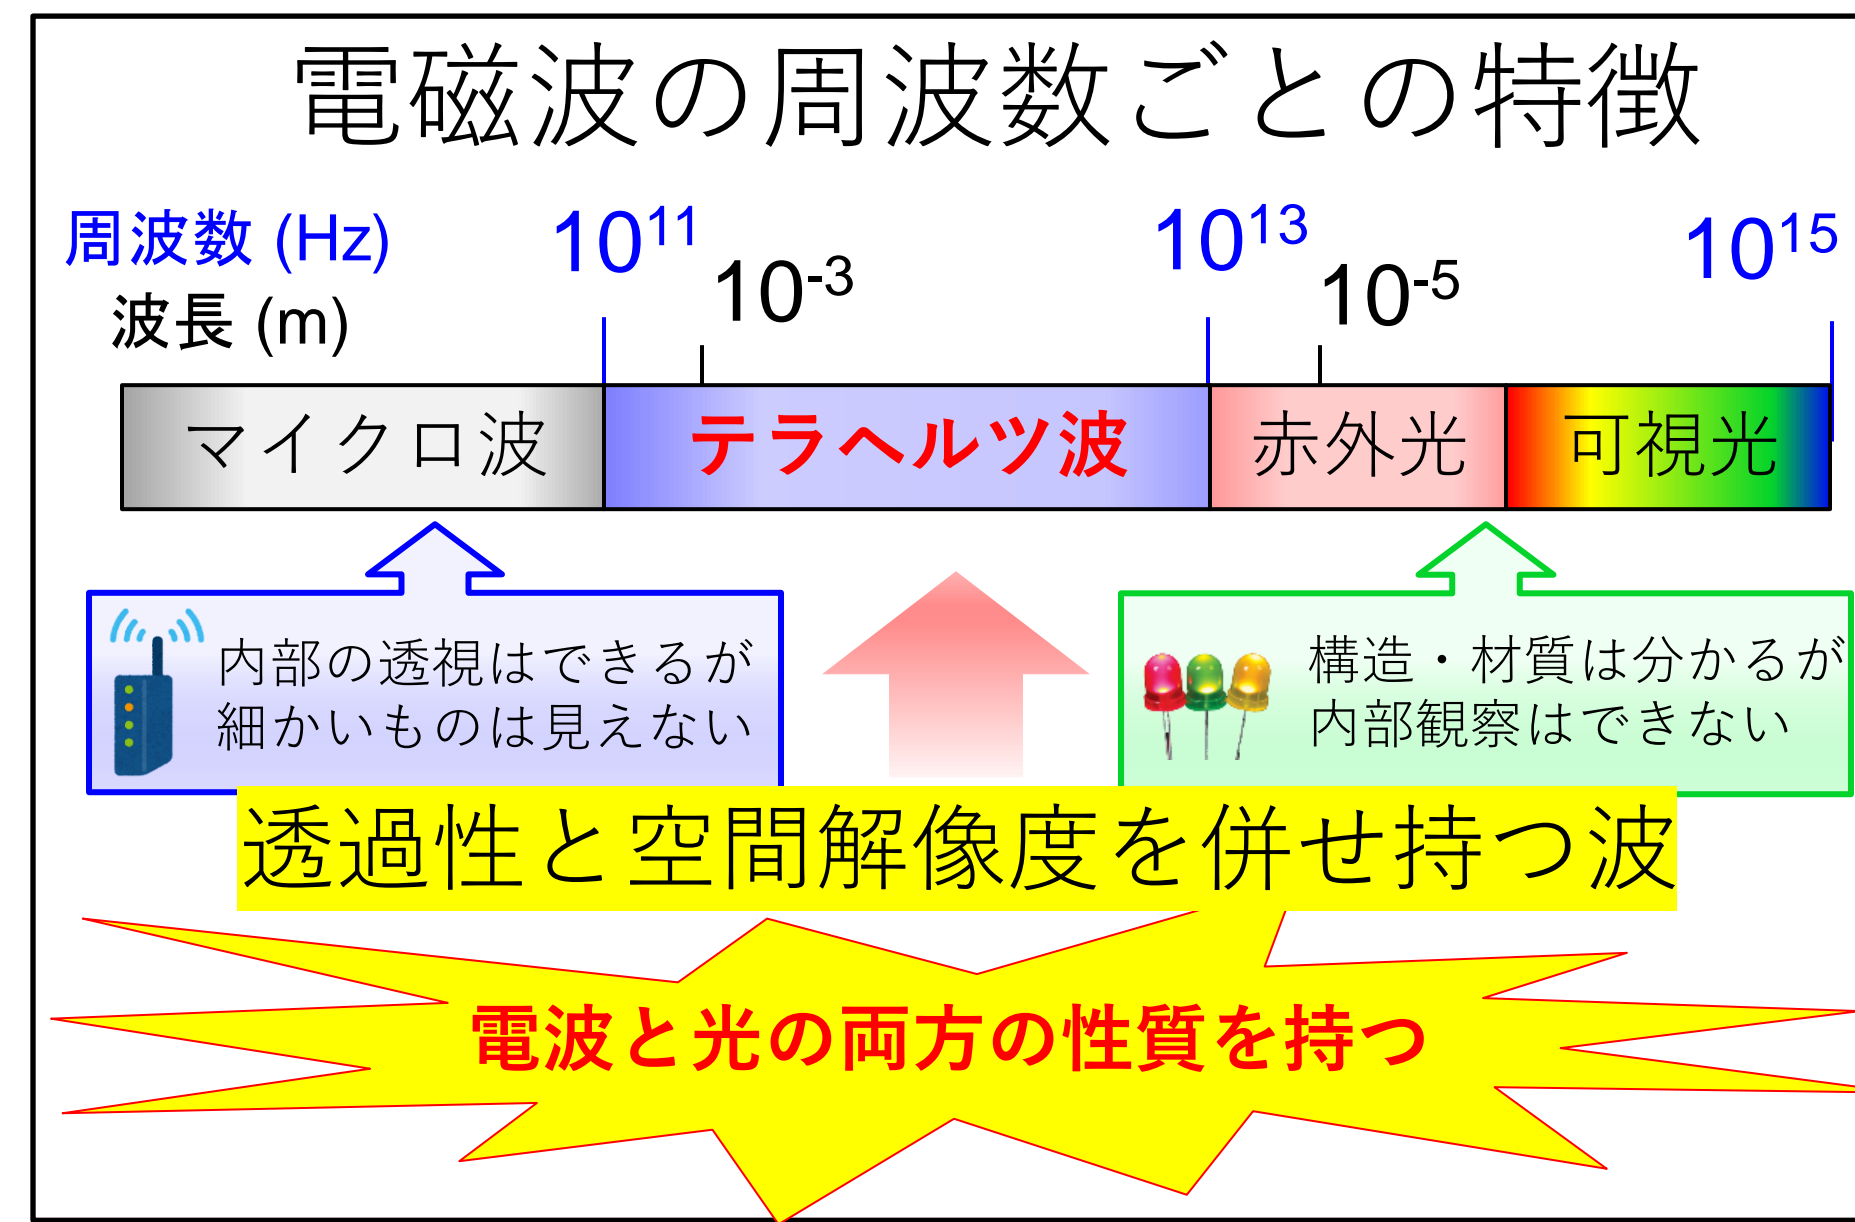 電磁波の周波数ごとの特徴
周波数 (Hz) 10¹¹ 10¹³ 10¹⁵
波長 (m) 10⁻³ 10⁻⁵
マイクロ波 テラヘルツ波 赤外光 可視光
内部の透視はできるが
細かいものは見えない
構造・材質は分かるが
内部観察はできない
透過性と空間解像度を併せ持つ波
電波と光の両方の性質を持つ